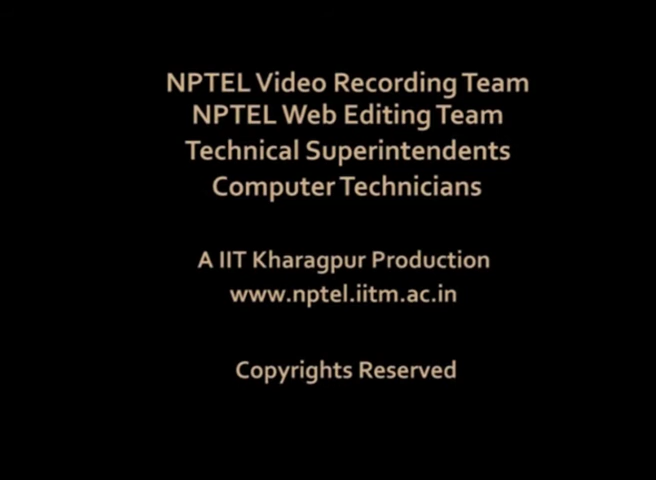 NPTEL Video Recording Team
NPTEL Web Editing Team
Technical Superintendents
Computer Technicians
A IIT Kharagpur Production
www.nptel.iitm.ac.in
Copyrights Reserved